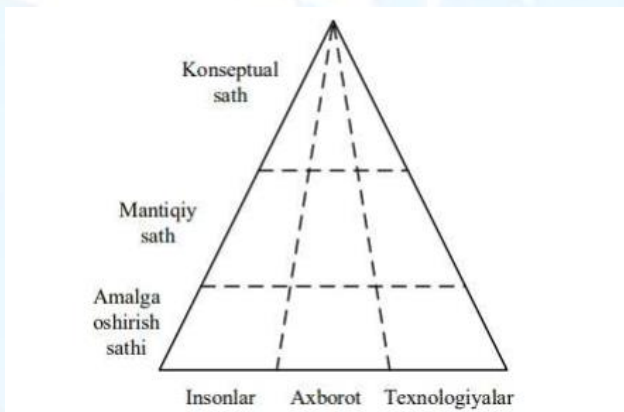 Konseptual
sath
Mantiqiy
sath
Amalga
oshirish
sathi
Insonlar Axborot Texnologiyalar